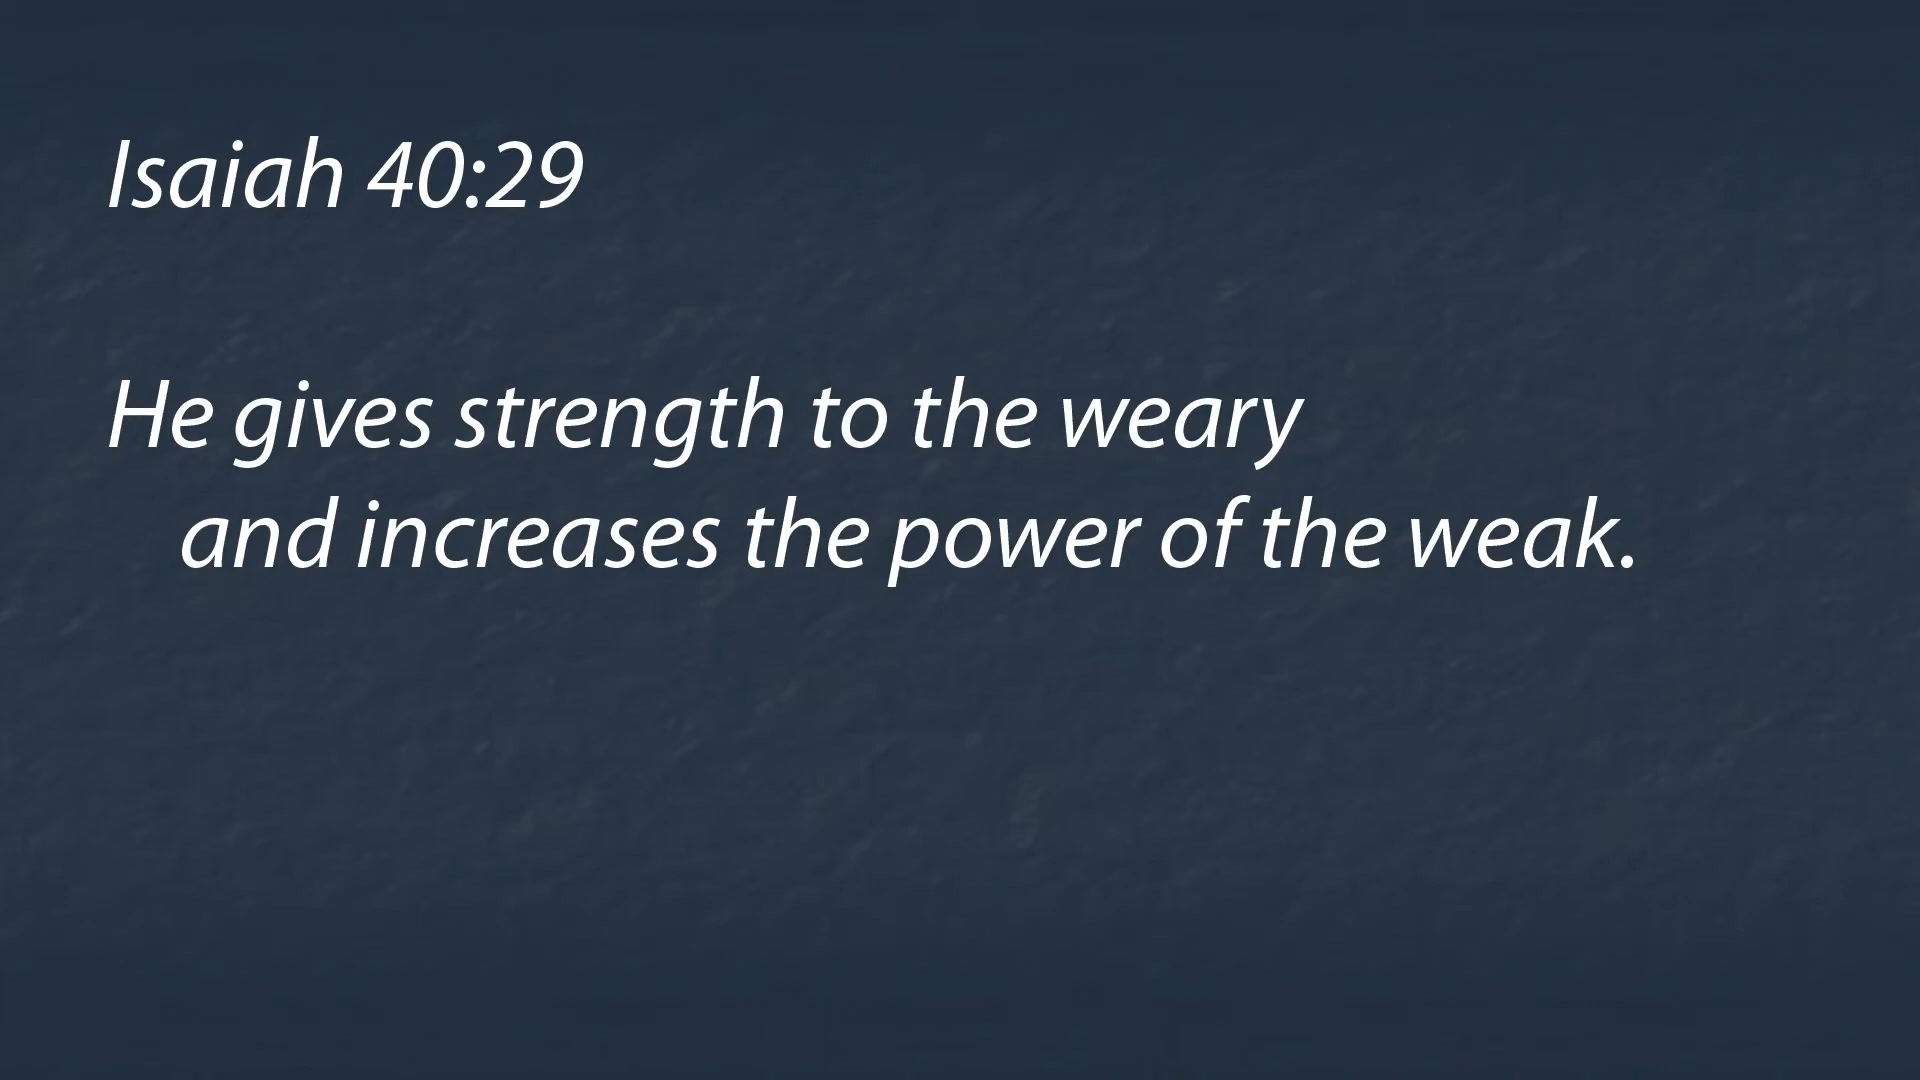 Isaiah 40:29
He gives strength to the weary
and increases the power of the weak.